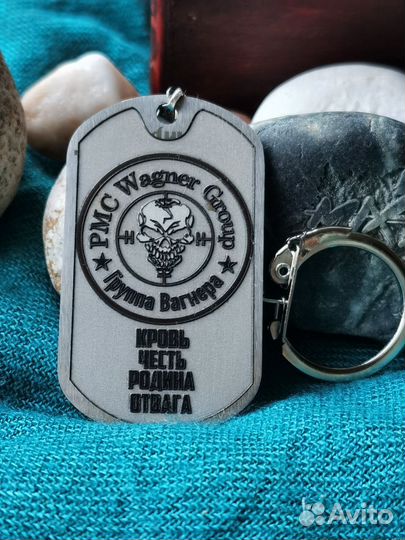 PMC Wagner Group
★ Группа Вагнера ★
КРОВЬ
ЧЕСТЬ
РОДИНА
ОТВАГА
Avito